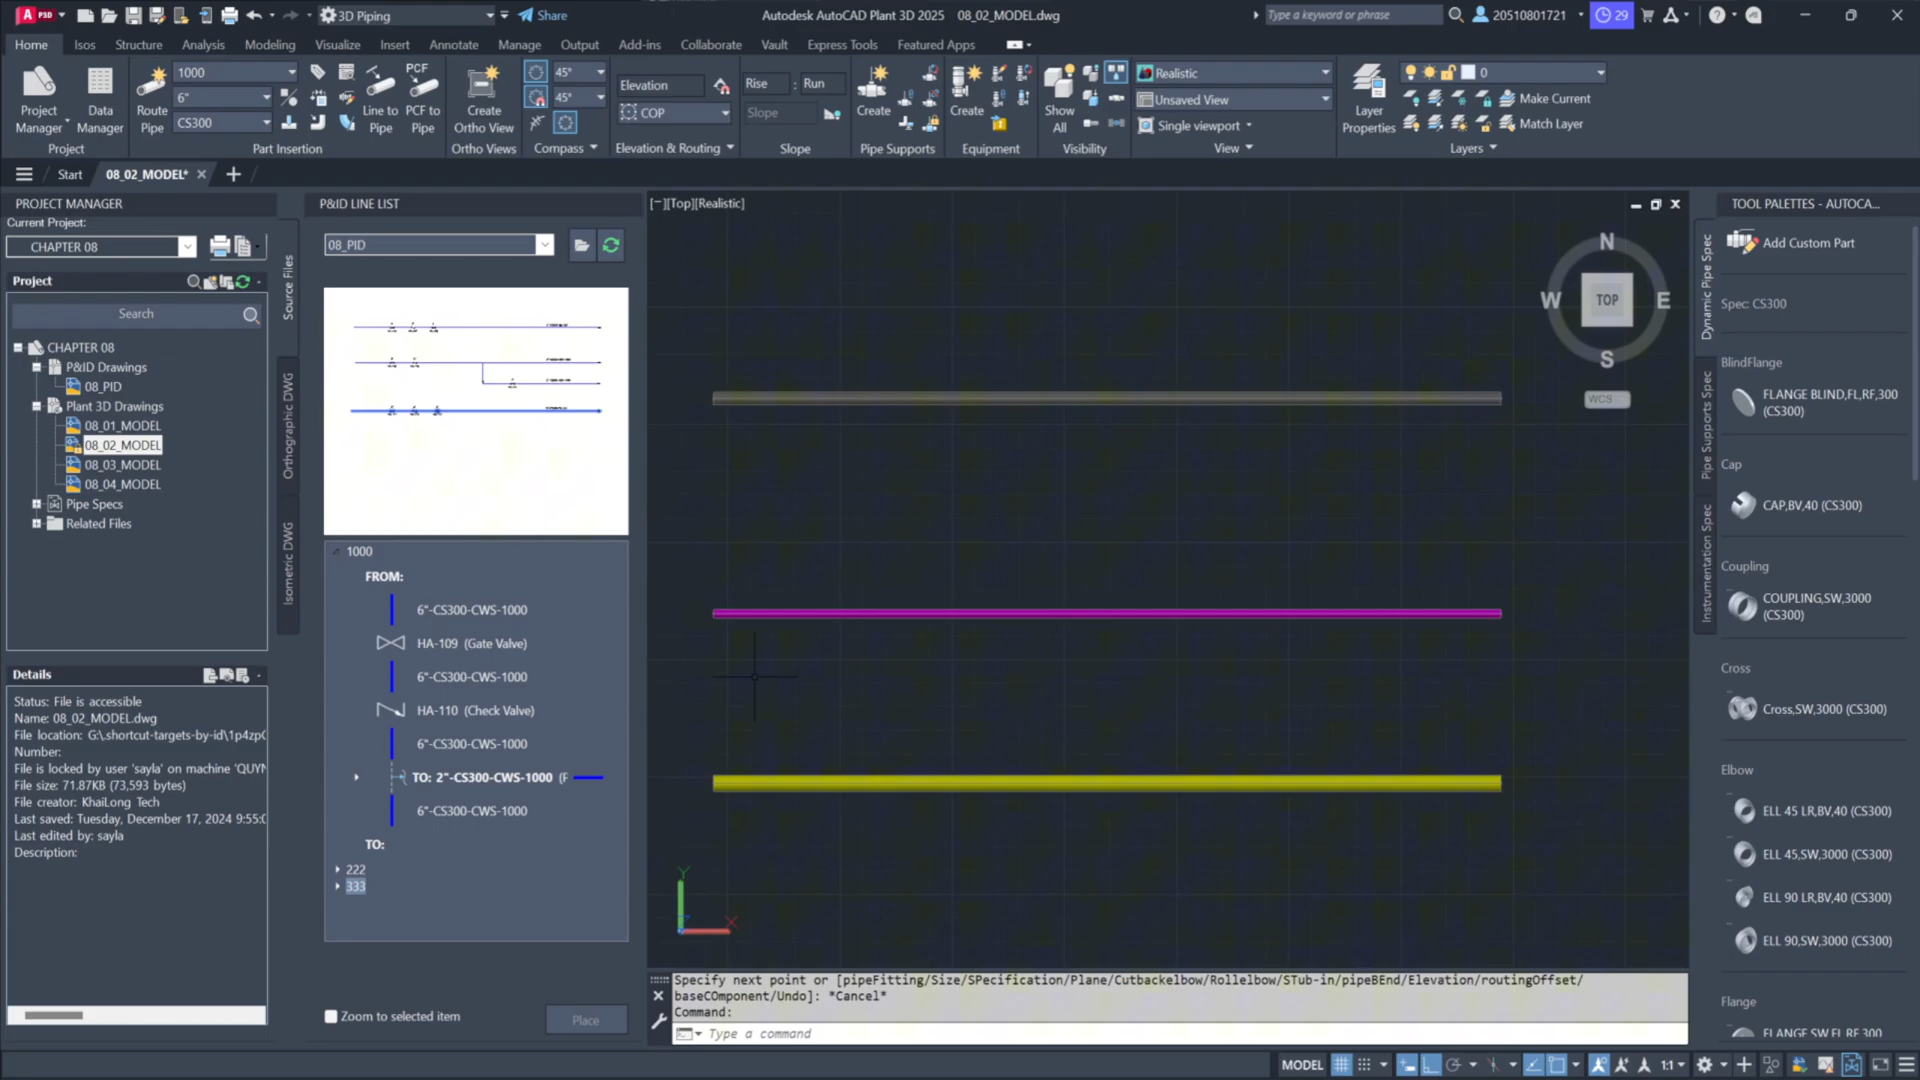 P3D
3D Piping
Share
Autodesk AutoCAD Plant 3D 2025 08_02_MODEL.dwg
Type a keyword or phrase
20510801721
29
Home
Isos
Structure
Analysis
Modeling
Visualize
Insert
Annotate
Manage
Output
Add-ins
Collaborate
Vault
Express Tools
Featured Apps
Project Manager
Data Manager
Project
Route Pipe
1000
6"
CS300
Line to Pipe
PCF
PCF to Pipe
Part Insertion
Create Ortho View
Ortho Views
45°
45°
Compass
Elevation
COP
Elevation & Routing
Rise : Run
Slope
Slope
Create
Pipe Supports
Create
Equipment
Show All
Visibility
Realistic
Unsaved View
Single viewport
View
Layer Properties
0
Make Current
Match Layer
Layers
Start
08_02_MODEL*
PROJECT MANAGER
Current Project:
CHAPTER 08
Project
Search
CHAPTER 08
P&ID Drawings
08_PID
Plant 3D Drawings
08_01_MODEL
08_02_MODEL
08_03_MODEL
08_04_MODEL
Pipe Specs
Related Files
Source Files
Orthographic DWG
Isometric DWG
Details
Status: File is accessible
Name: 08_02_MODEL.dwg
File location: G:\.shortcut-targets-by-id\1p4zp
Number:
File is locked by user 'sayla' on machine 'QUYN
File size: 71.87KB (73,593 bytes)
File creator: KhaiLong Tech
Last saved: Tuesday, December 17, 2024 9:55:
Last edited by: sayla
Description:
P&ID LINE LIST
08_PID
1000
FROM:
6"-CS300-CWS-1000
HA-109 (Gate Valve)
6"-CS300-CWS-1000
HA-110 (Check Valve)
6"-CS300-CWS-1000
TO: 2"-CS300-CWS-1000 (F
6"-CS300-CWS-1000
TO:
222
333
Zoom to selected item
Place
[−][Top][Realistic]
N
W
TOP
E
S
WCS
Y
X
Specify next point or [pipeFitting/Size/SPecification/Plane/Cutbackelbow/Rollelbow/STub-in/pipeBEnd/Elevation/routingOffset/
baseCOmponent/Undo]: *Cancel*
Command:
Type a command
TOOL PALETTES - AUTOCA...
Dynamic Pipe Spec
Pipe Supports Spec
Instrumentation Spec
Add Custom Part
Spec: CS300
BlindFlange
FLANGE BLIND,FL,RF,300
(CS300)
Cap
CAP,BV,40 (CS300)
Coupling
COUPLING,SW,3000
(CS300)
Cross
Cross,SW,3000 (CS300)
Elbow
ELL 45 LR,BV,40 (CS300)
ELL 45,SW,3000 (CS300)
ELL 90 LR,BV,40 (CS300)
ELL 90,SW,3000 (CS300)
Flange
FLANGE SW,FL,RF,300
MODEL
1:1